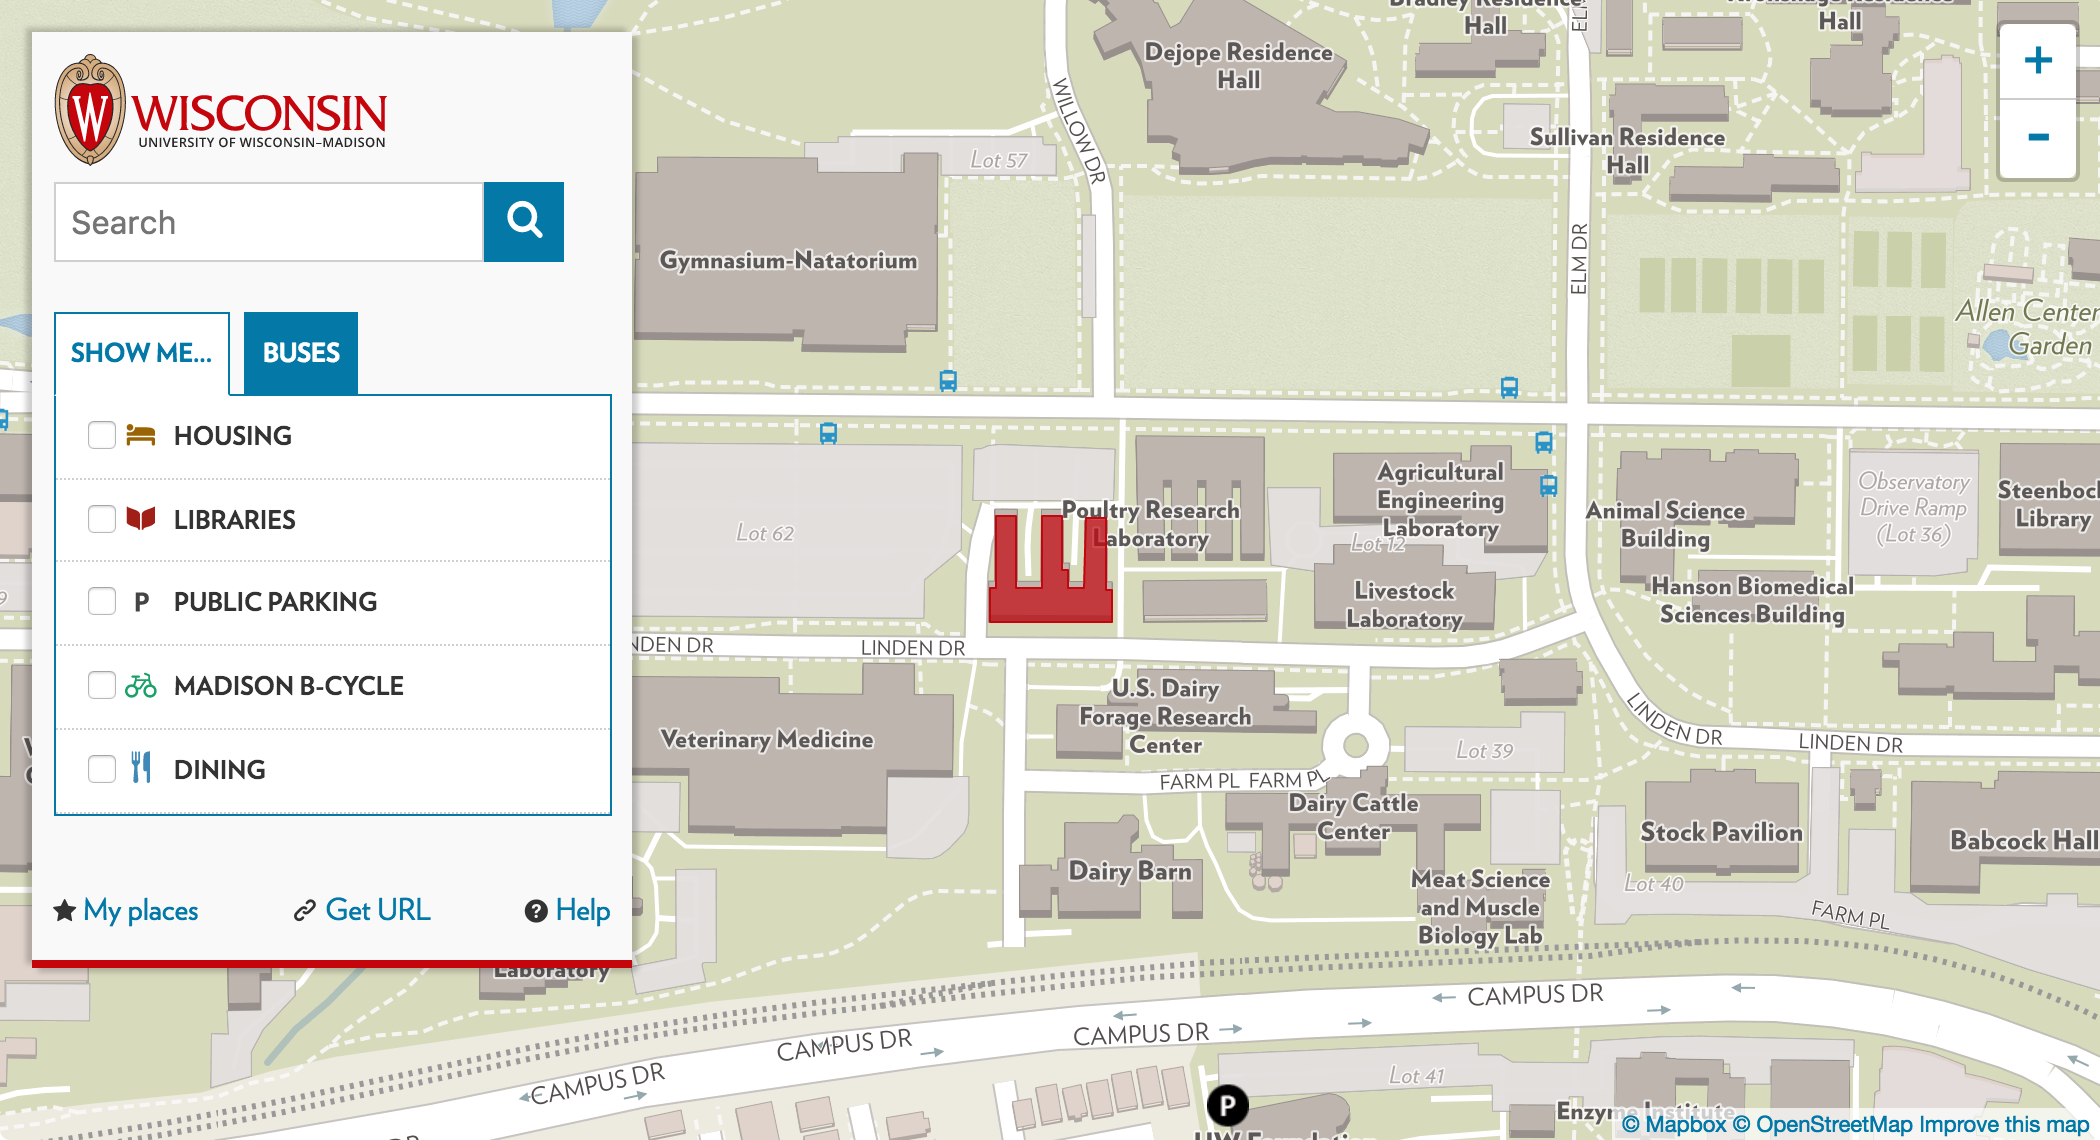 WISCONSIN
UNIVERSITY OF WISCONSIN–MADISON
Search
SHOW ME...
BUSES
HOUSING
LIBRARIES
P PUBLIC PARKING
MADISON B-CYCLE
DINING
My places
Get URL
Help
Dejope Residence
Hall
Bradley Residence
Hall
Hall
+
-
Sullivan Residence
Hall
Lot 57
WILLOW DR
ELM DR
Gymnasium-Natatorium
Allen Center
Garden
Lot 62
Poultry Research
Laboratory
Agricultural
Engineering
Laboratory
Lot 12
Livestock
Laboratory
Animal Science
Building
Observatory
Drive Ramp
(Lot 36)
Steenbock
Library
Hanson Biomedical
Sciences Building
NDEN DR
LINDEN DR
U.S. Dairy
Forage Research
Center
Veterinary Medicine
Lot 39
LINDEN DR
LINDEN DR
FARM PL
FARM PL
Dairy Cattle
Center
Stock Pavilion
Babcock Hall
Dairy Barn
Meat Science
and Muscle
Biology Lab
Lot 40
FARM PL
Laboratory
CAMPUS DR
CAMPUS DR
CAMPUS DR
CAMPUS DR
Lot 41
P
Enzyme Institute
UW Foundation
© Mapbox © OpenStreetMap Improve this map